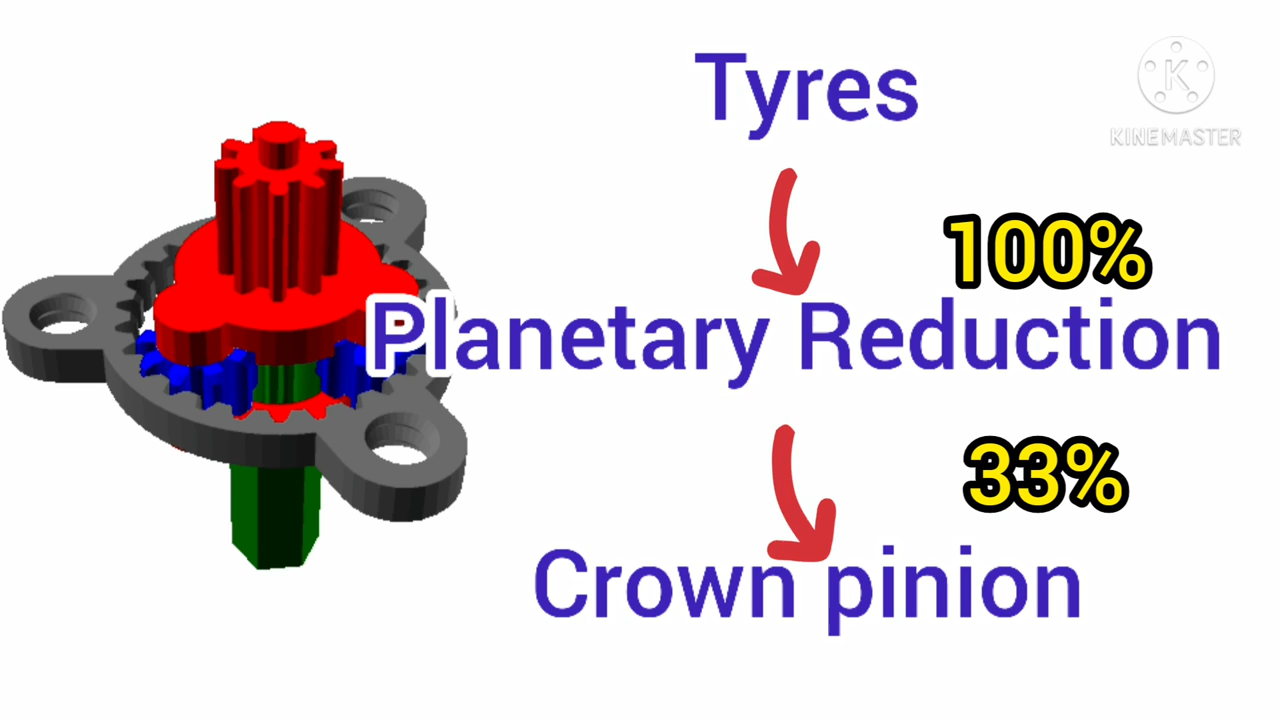 Tyres
K
KINEMASTER
100%
Planetary Reduction
33%
Crown pinion